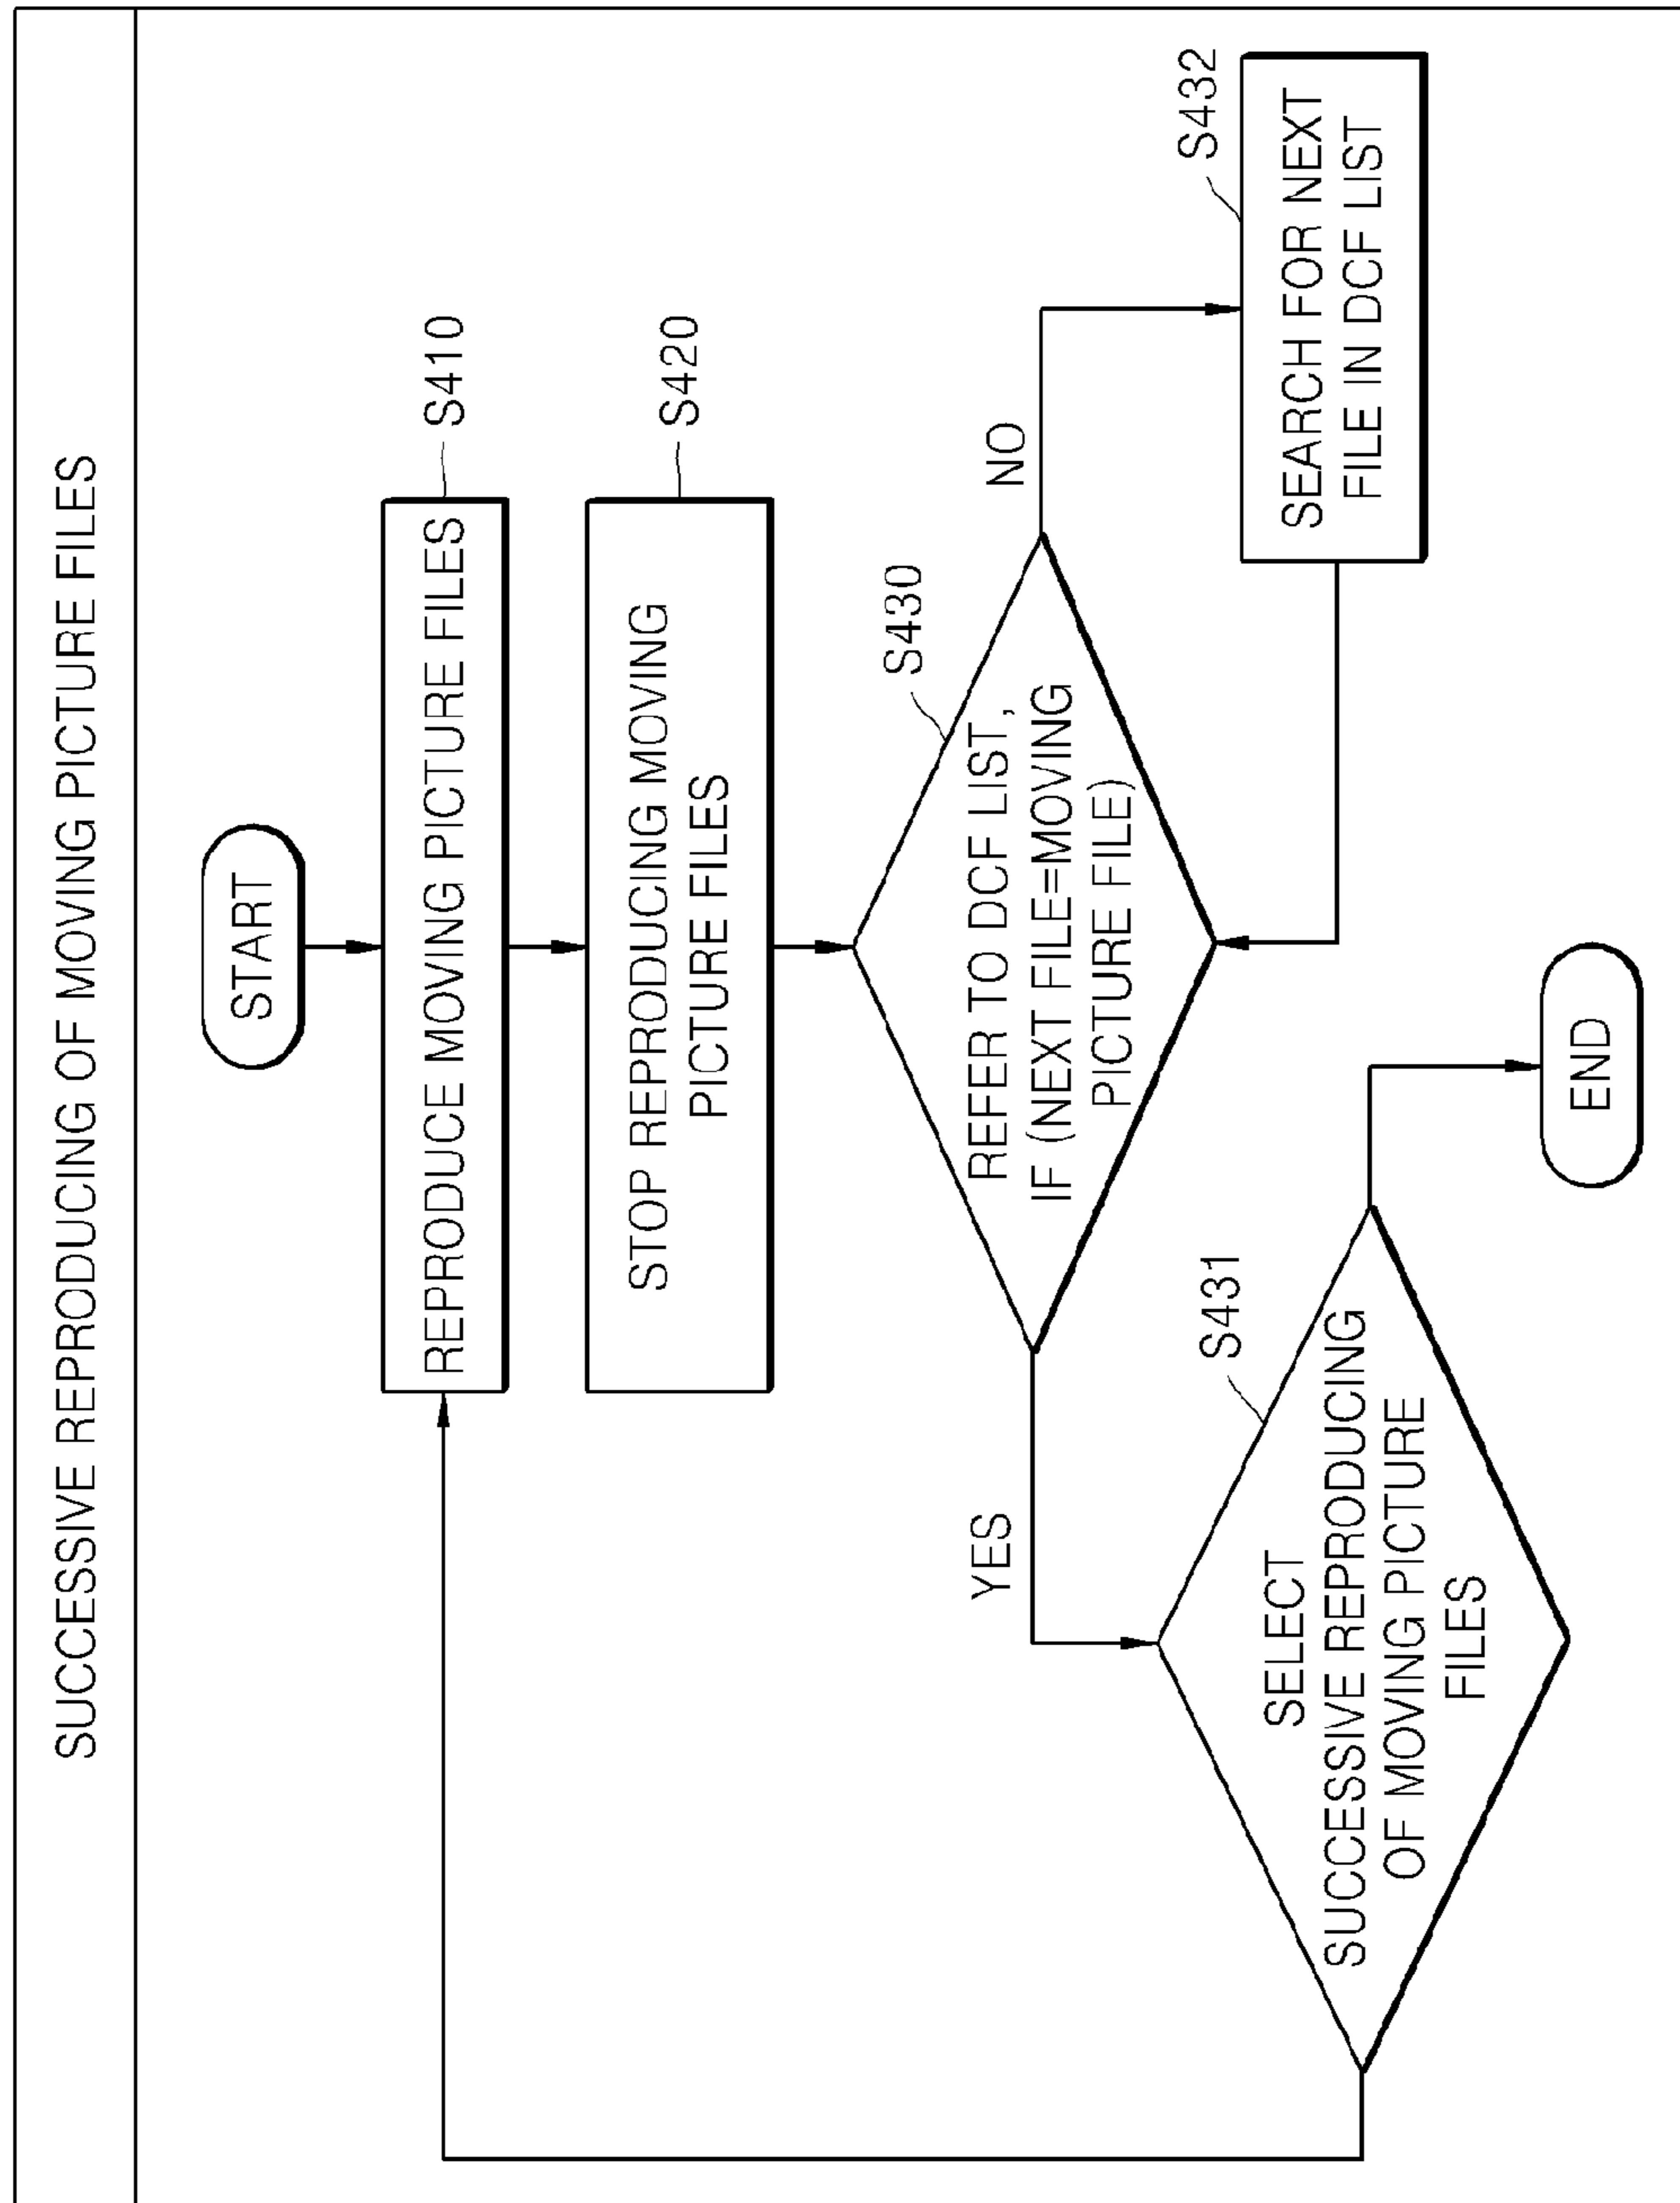 SUCCESSIVE REPRODUCING OF MOVING PICTURE FILES
START
REPRODUCE MOVING PICTURE FILES
S410
STOP REPRODUCING MOVING
PICTURE FILES
S420
REFER TO DCF LIST,
IF (NEXT FILE=MOVING
PICTURE FILE)
S430
YES
NO
SELECT
SUCCESSIVE REPRODUCING
OF MOVING PICTURE
FILES
S431
SEARCH FOR NEXT
FILE IN DCF LIST
S432
END